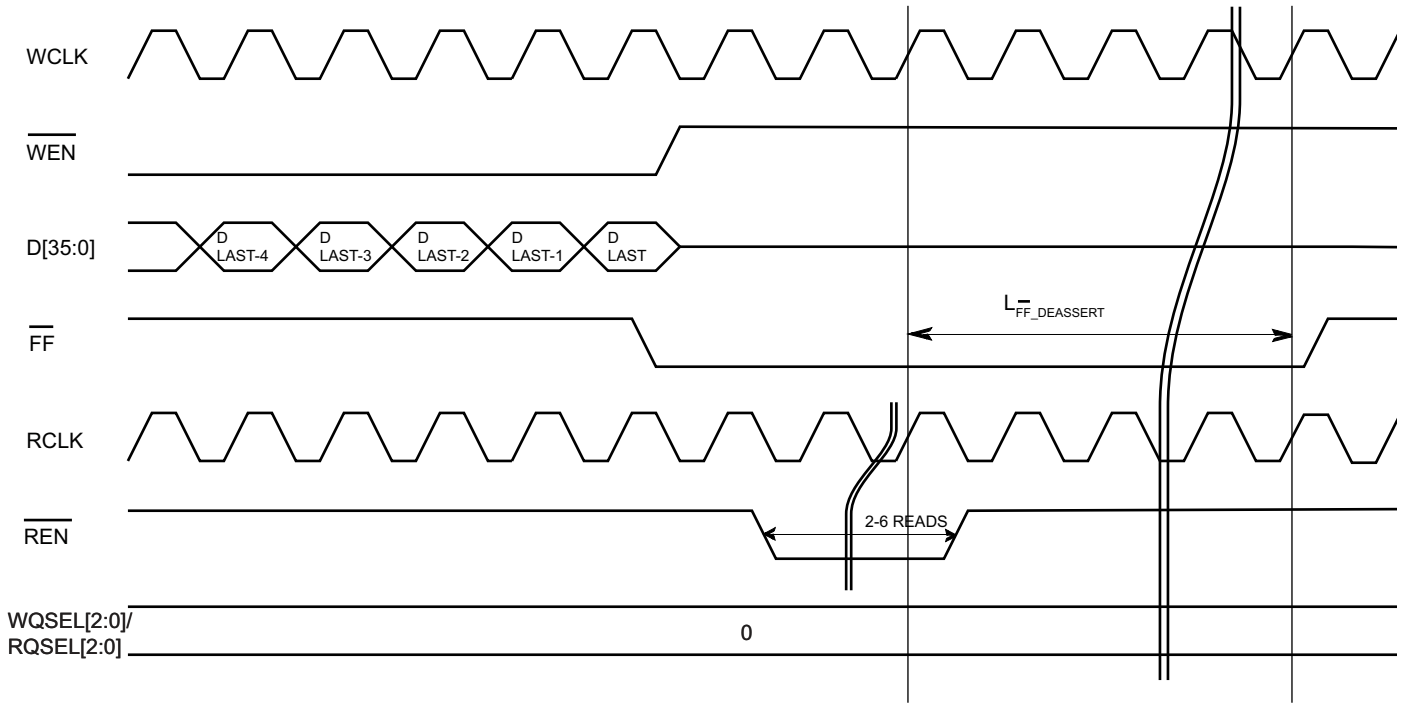 WCLK
WEN
D[35:0]
D
LAST-4
D
LAST-3
D
LAST-2
D
LAST-1
D
LAST
FF
LFF_DEASSERT
RCLK
REN
2-6 READS
WQSEL[2:0]/
RQSEL[2:0]
0